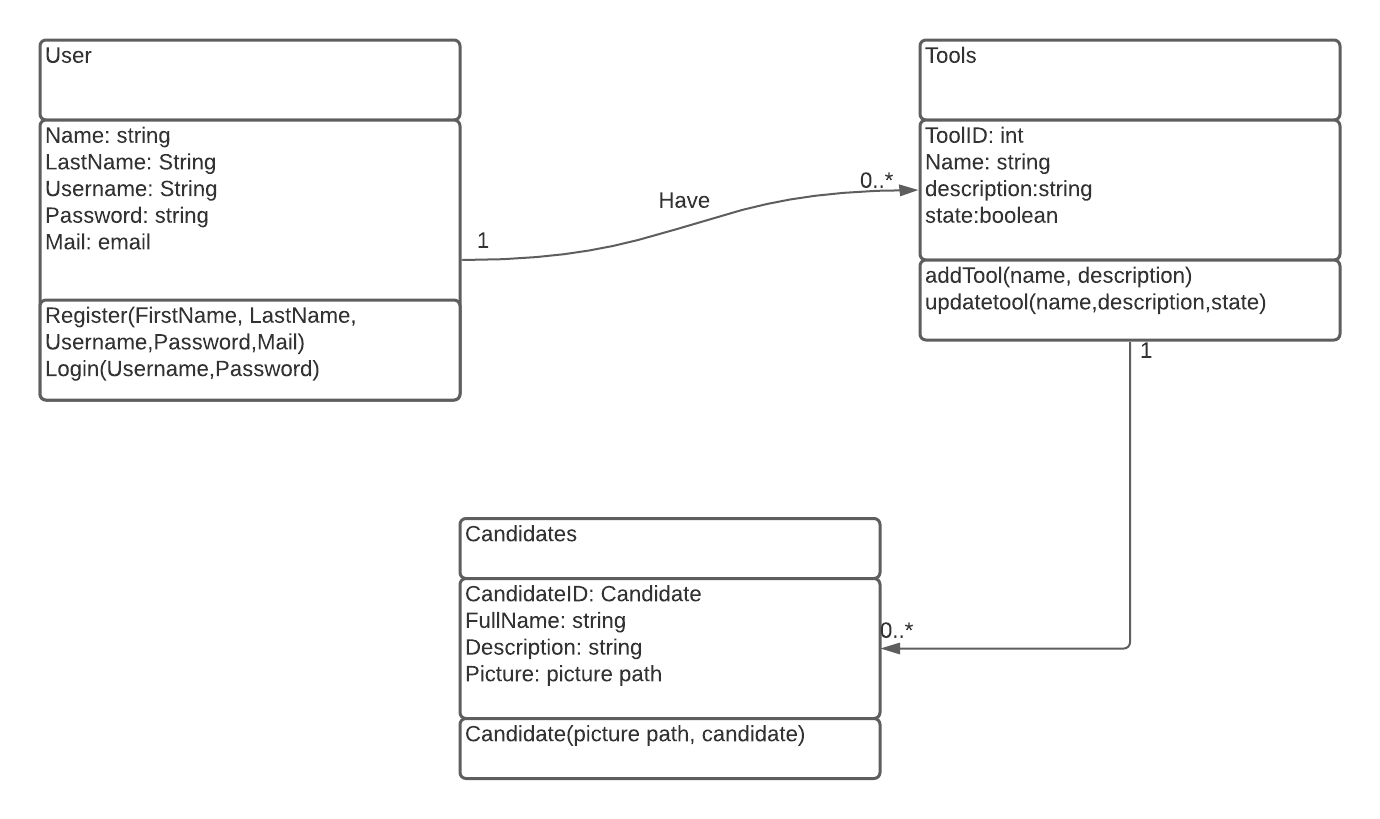 User
Name: string
LastName: String
Username: String
Password: string
Mail: email
Register(FirstName, LastName,
Username,Password,Mail)
Login(Username,Password)
1
Have
0..*
Tools
ToolID: int
Name: string
description:string
state:boolean
addTool(name, description)
updatetool(name,description,state)
1
0..*
Candidates
CandidateID: Candidate
FullName: string
Description: string
Picture: picture path
Candidate(picture path, candidate)